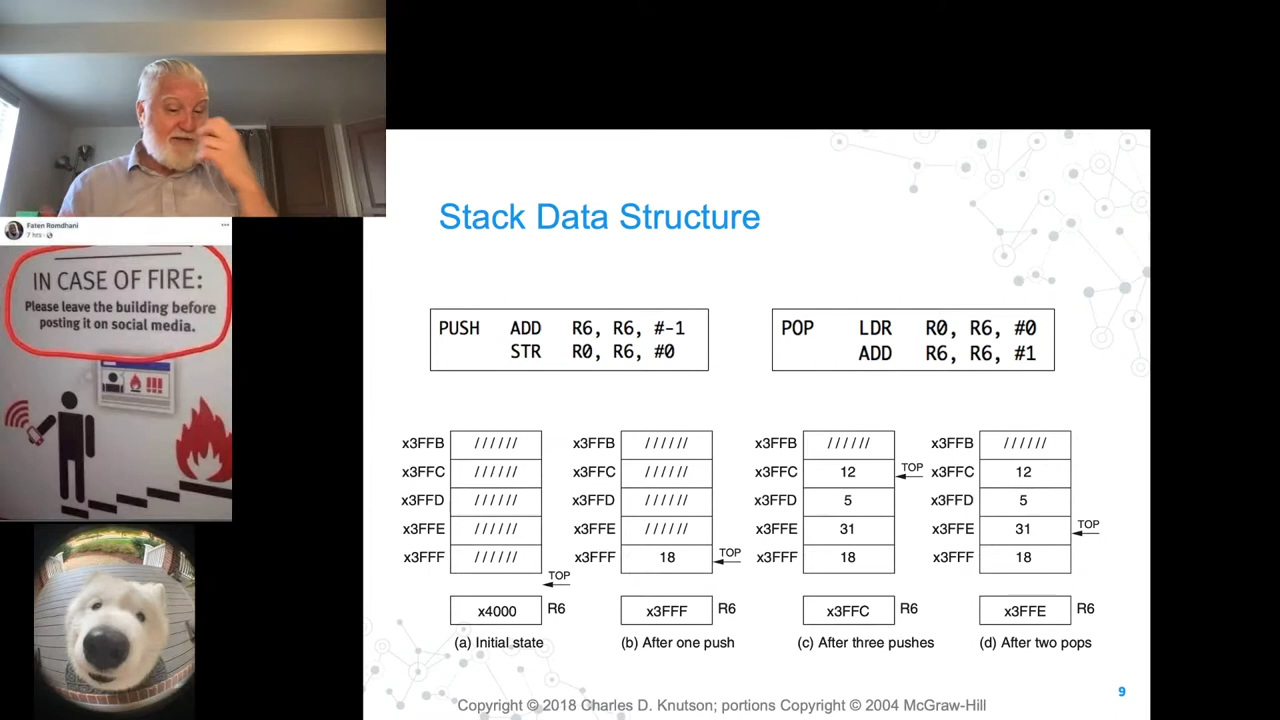 Faten Romdhani
7 hrs
IN CASE OF FIRE:
Please leave the building before
posting it on social media.
Stack Data Structure
PUSH ADD R6, R6, #-1
STR R0, R6, #0
POP LDR R0, R6, #0
ADD R6, R6, #1
x3FFB //////
x3FFC //////
x3FFD //////
x3FFE //////
x3FFF //////
TOP
x4000 R6
(a) Initial state
x3FFB //////
x3FFC //////
x3FFD //////
x3FFE //////
x3FFF 18 TOP
x3FFF R6
(b) After one push
x3FFB //////
x3FFC 12 TOP
x3FFD 5
x3FFE 31
x3FFF 18
x3FFC R6
(c) After three pushes
x3FFB //////
x3FFC 12
x3FFD 5
x3FFE 31 TOP
x3FFF 18
x3FFE R6
(d) After two pops
Copyright © 2018 Charles D. Knutson; portions Copyright © 2004 McGraw-Hill
9